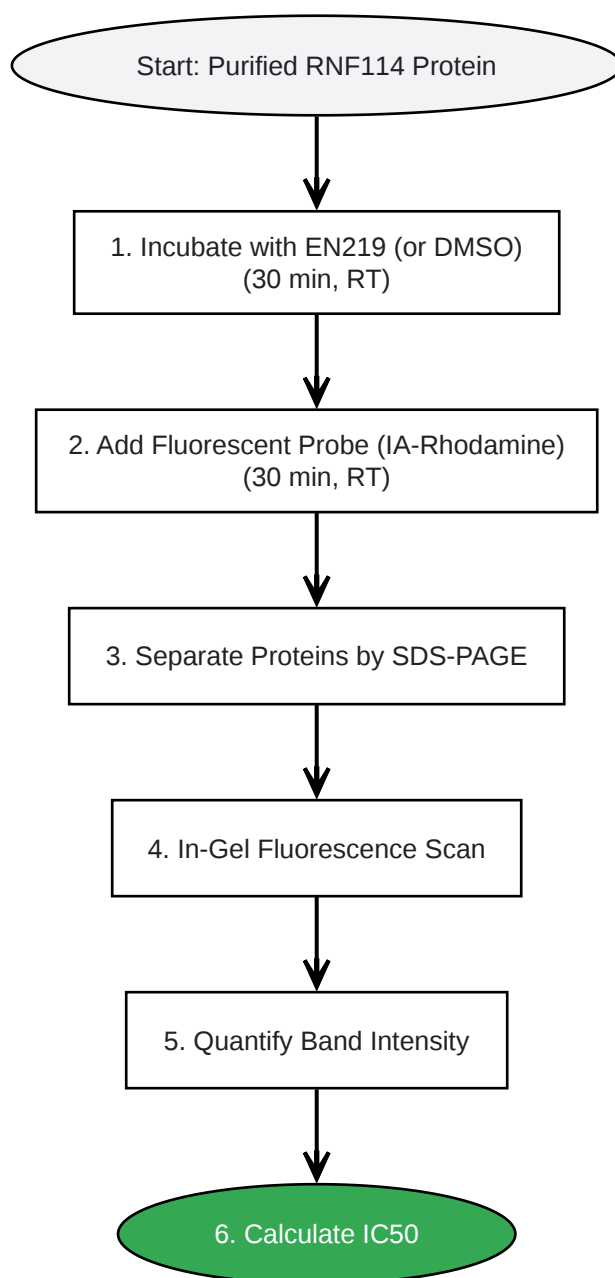 Start: Purified RNF114 Protein
1. Incubate with EN219 (or DMSO)
(30 min, RT)
2. Add Fluorescent Probe (IA-Rhodamine)
(30 min, RT)
3. Separate Proteins by SDS-PAGE
4. In-Gel Fluorescence Scan
5. Quantify Band Intensity
6. Calculate IC50